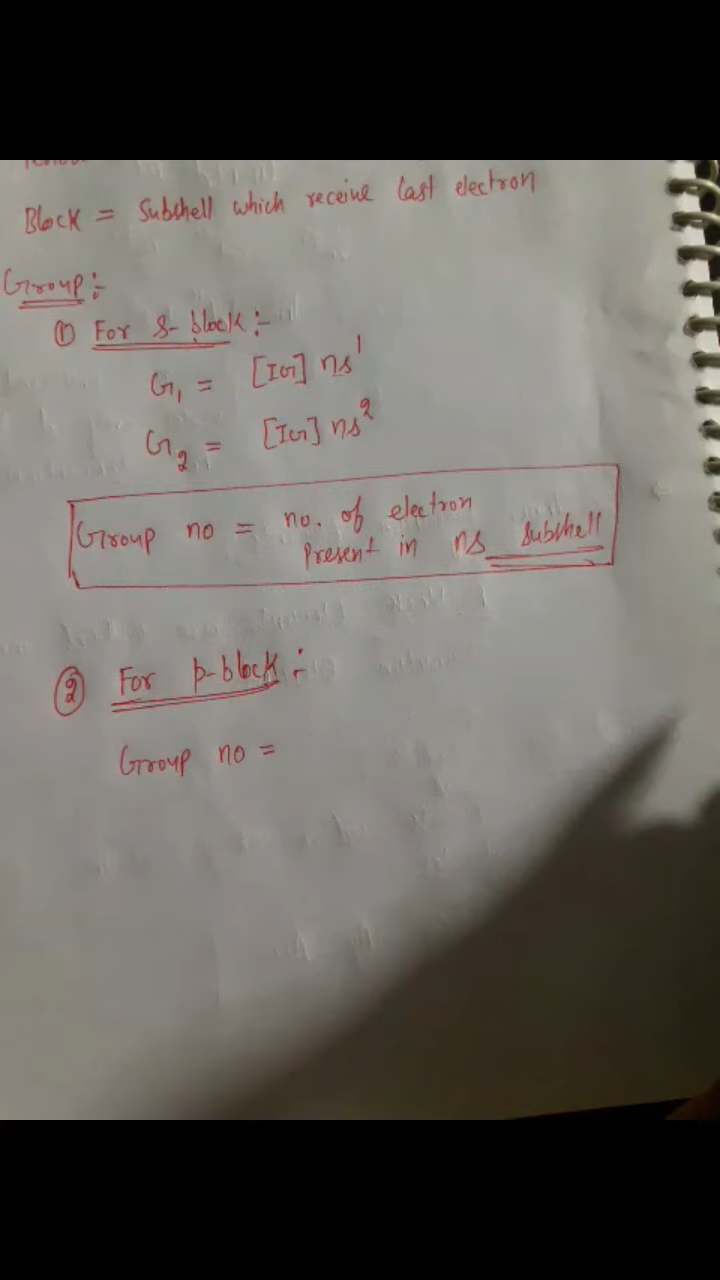 Block = Subshell which receive last electron
Group :-
① For s-block :-
G₁ = [IG] ns¹
G₂ = [IG] ns²
Group no = no. of electron
present in ns subshell
② For p-block :
Group no =